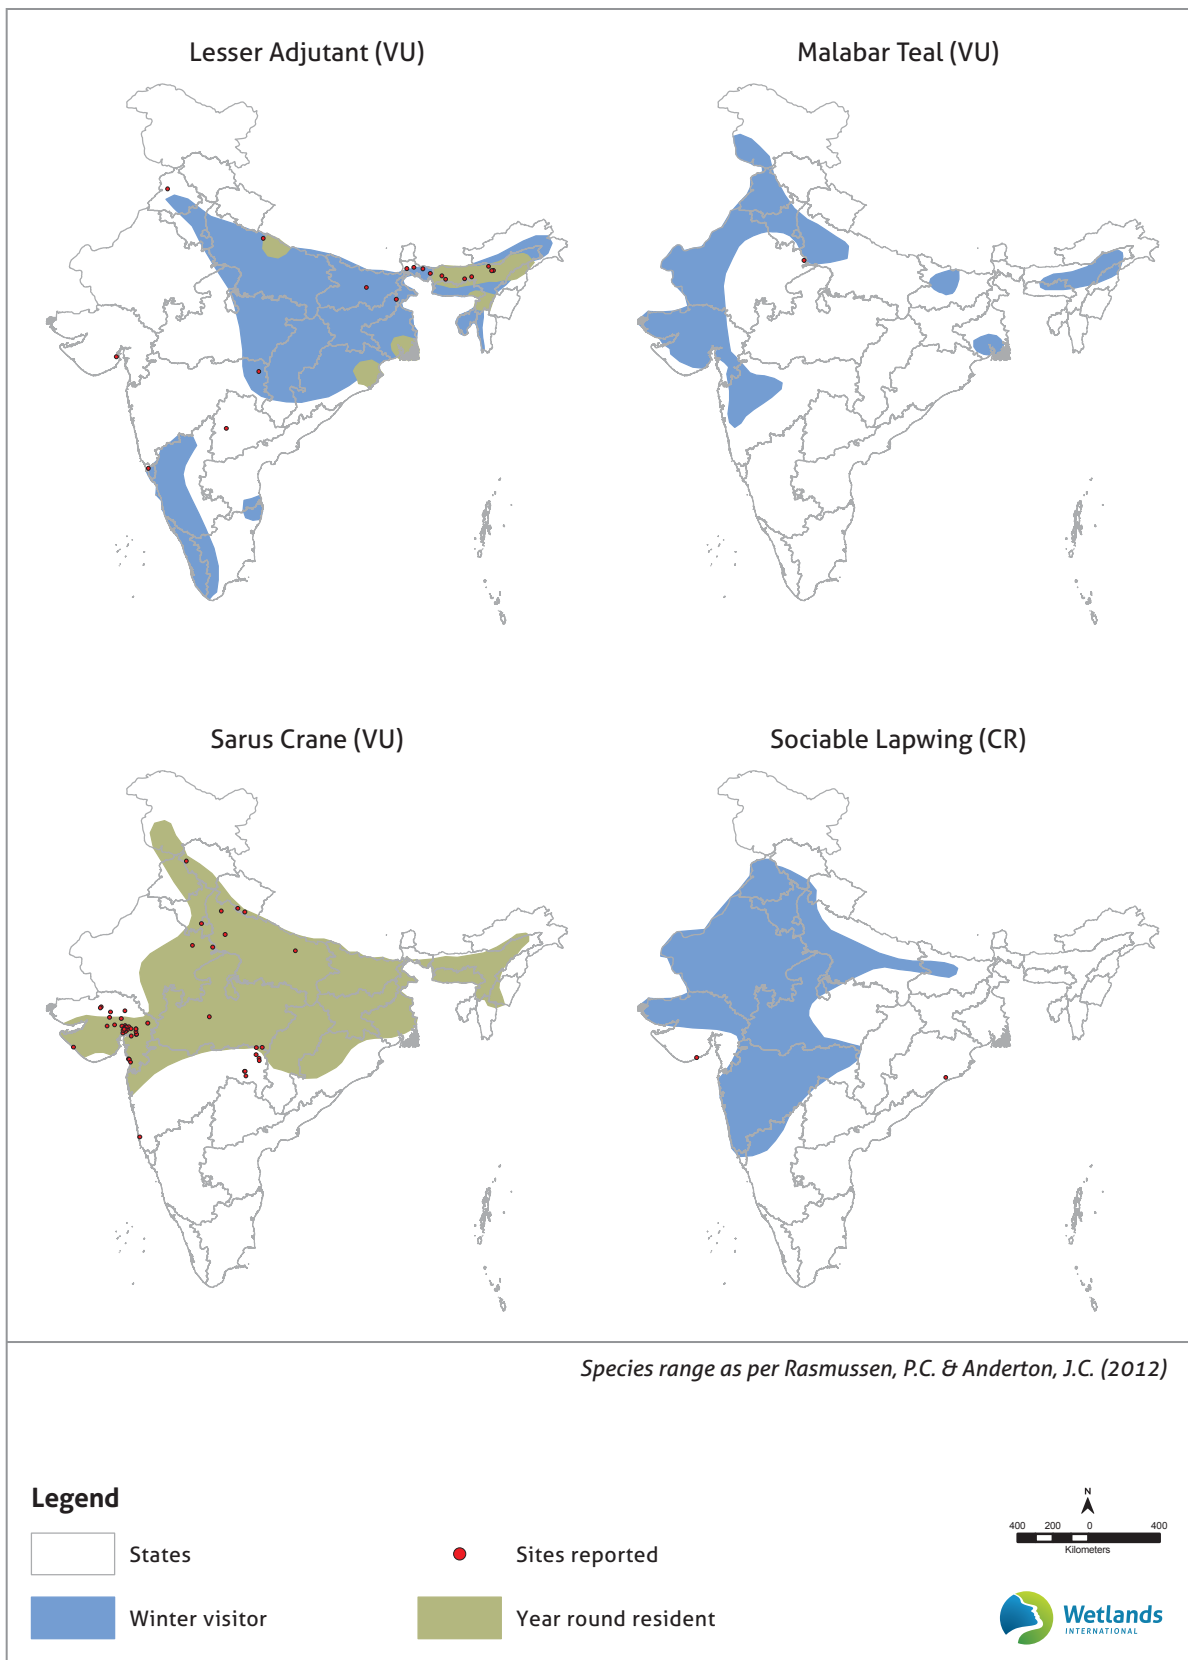 Lesser Adjutant (VU)
Malabar Teal (VU)
Sarus Crane (VU)
Sociable Lapwing (CR)
Species range as per Rasmussen, P.C. & Anderton, J.C. (2012)
Legend
States
Sites reported
Winter visitor
Year round resident
N
400 200 0 400
Kilometers
Wetlands
INTERNATIONAL